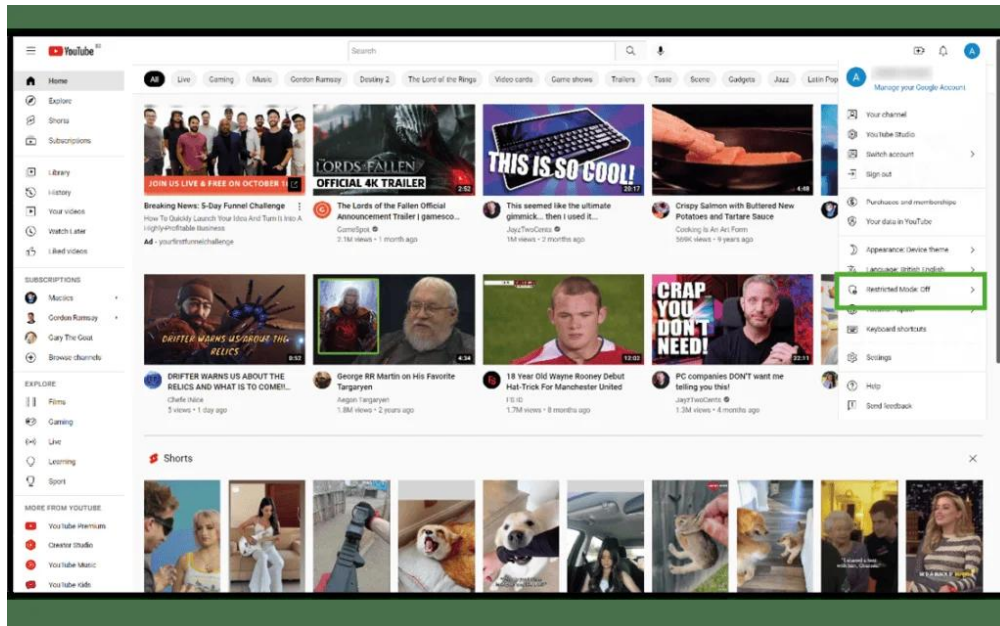 YouTube
Search
A
Home
Explore
Shorts
Subscriptions
Library
History
Your videos
Watch Later
Liked videos
SUBSCRIPTIONS
Gordon Ramsay
Gary The Goat
Browse channels
EXPLORE
Films
Gaming
Live
Learning
Sport
MORE FROM YOUTUBE
YouTube Premium
Creator Studio
YouTube Music
YouTube Kids
All Live Gaming Music Gordon Ramsay Destiny 2 The Lord of the Rings Video cards Game shows Trailers Taste Scene Gadgets Jazz Latin Pop
JOIN US LIVE & FREE ON OCTOBER
Breaking News: 5-Day Funnel Challenge
How To Quickly Launch Your Idea And Turn It Into A
Highly-Profitable Business
Ad - yourfirstfunnelchallenge
LORDS FALLEN
OFFICIAL 4K TRAILER
2:52
The Lords of the Fallen Official
Announcement Trailer | gamesco...
GameSpot
2.1M views • 1 month ago
THIS IS SO COOL!
20:17
This seemed like the ultimate
gimmick... then I used it...
JayzTwoCents
1M views • 2 months ago
4:48
Crispy Salmon with Buttered New
Potatoes and Tartare Sauce
Cooking Is An Art Form
569K views • 9 years ago
DRIFTER WARNS US ABOUT THE
RELICS
8:52
DRIFTER WARNS US ABOUT THE
RELICS AND WHAT IS TO COME!!...
5 views • 1 day ago
4:34
George RR Martin on His Favorite
Targaryen
Aegon Targaryen
1.8M views • 2 years ago
12:02
18 Year Old Wayne Rooney Debut
Hat-Trick For Manchester United
1.7M views • 8 months ago
CRAP
YOU
DON'T
NEED!
22:11
PC companies DON'T want me
telling you this!
JayzTwoCents
1.3M views • 4 months ago
Shorts
A
Manage your Google Account
Your channel
YouTube Studio
Switch account
Sign out
Purchases and memberships
Your data in YouTube
Appearance: Device theme
Language: British English
Restricted Mode: Off
Keyboard shortcuts
Settings
Help
Send feedback